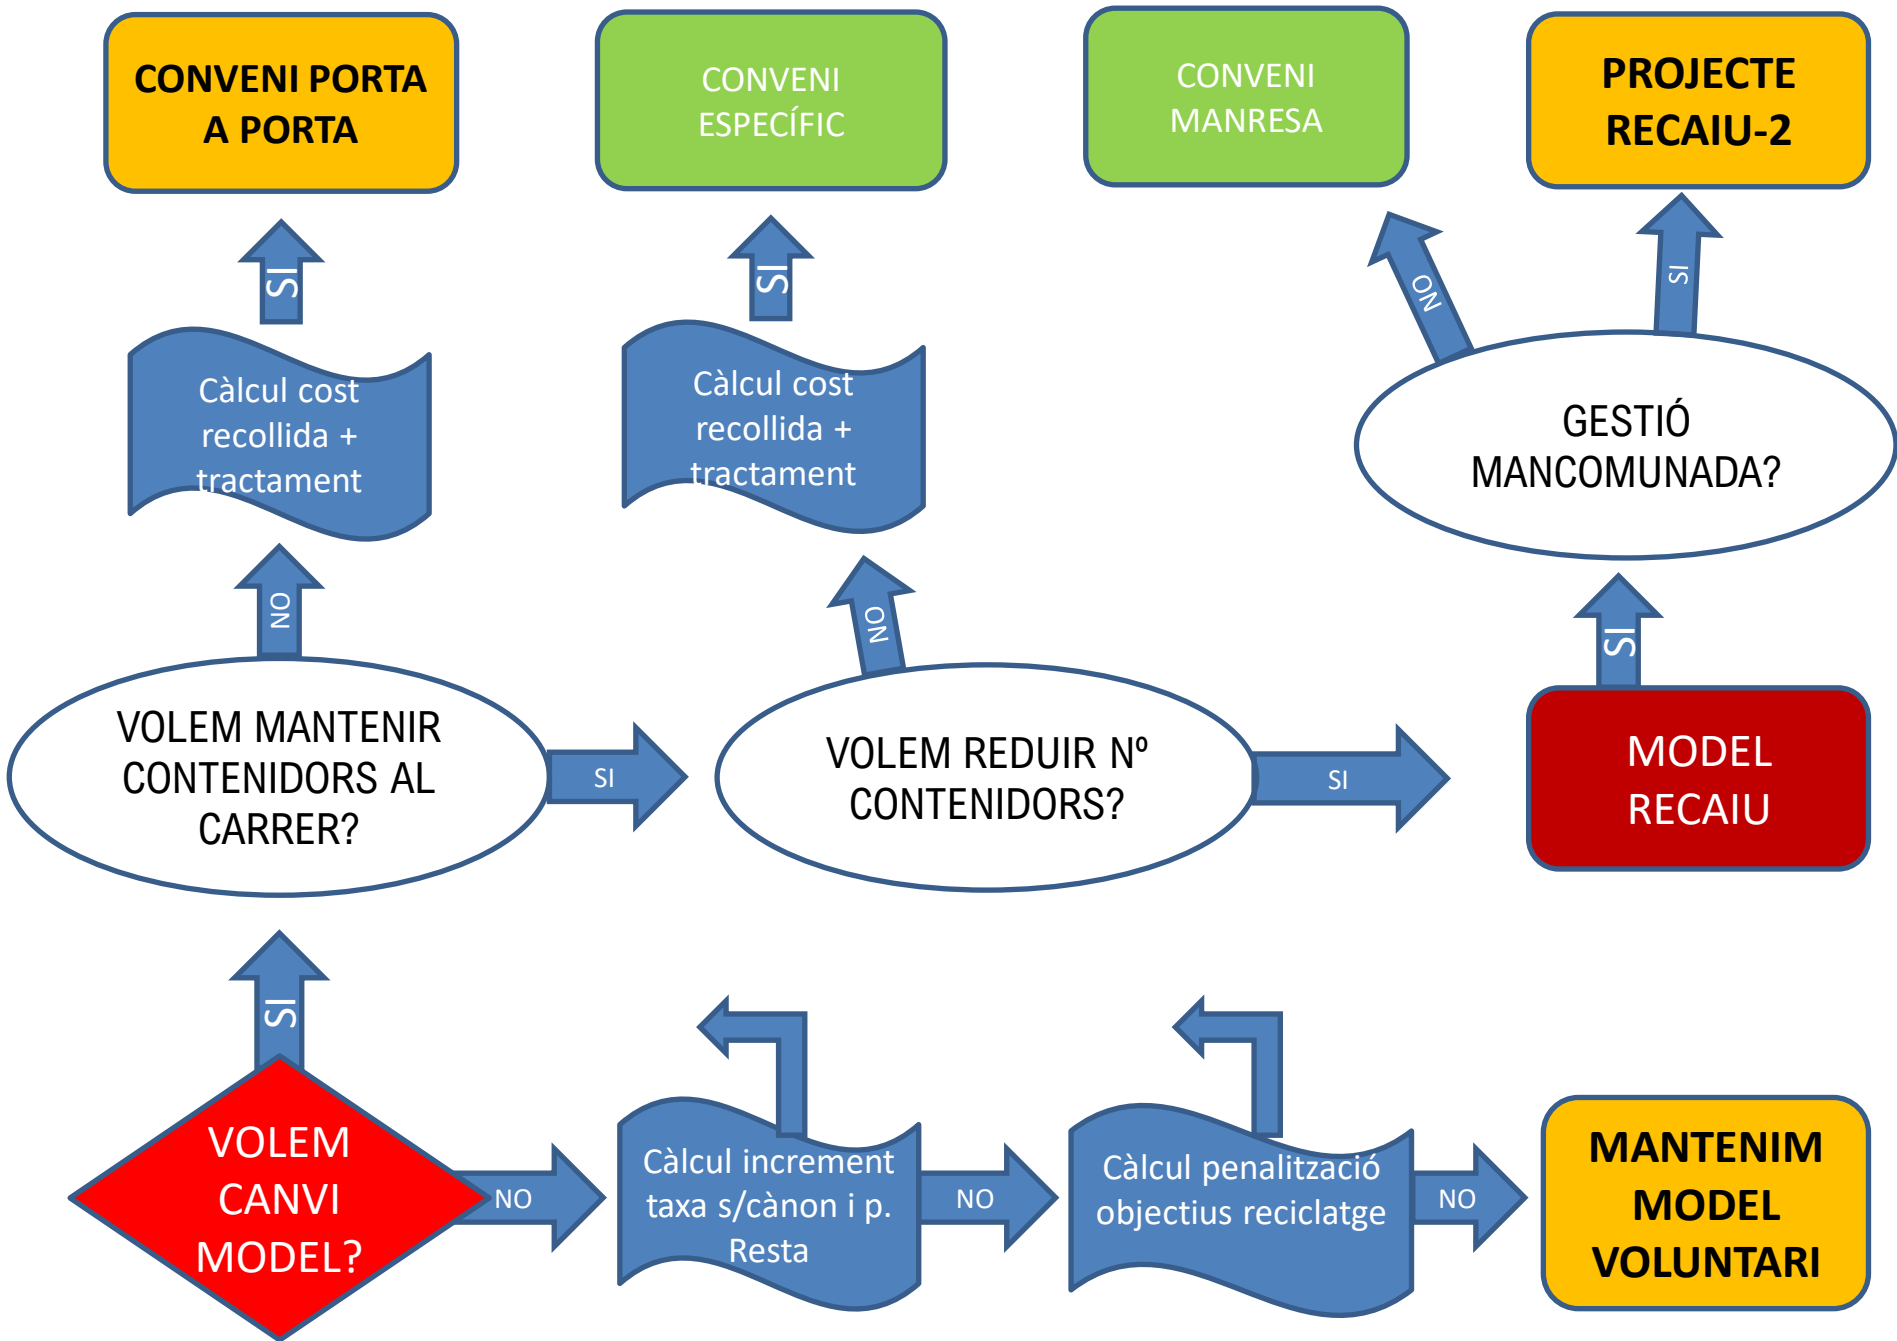 CONVENI PORTA
A PORTA
CONVENI
ESPECÍFIC
CONVENI
MANRESA
PROJECTE
RECAIU-2
SI
SI
NO
SI
Càlcul cost
recollida +
tractament
Càlcul cost
recollida +
tractament
GESTIÓ
MANCOMUNADA?
NO
NO
SI
VOLEM MANTENIR
CONTENIDORS AL
CARRER?
SI
VOLEM REDUIR Nº
CONTENIDORS?
SI
MODEL
RECAIU
SI
VOLEM
CANVI
MODEL?
NO
Càlcul increment
taxa s/cànon i p.
Resta
NO
Càlcul penalització
objectius reciclatge
NO
MANTENIM
MODEL
VOLUNTARI